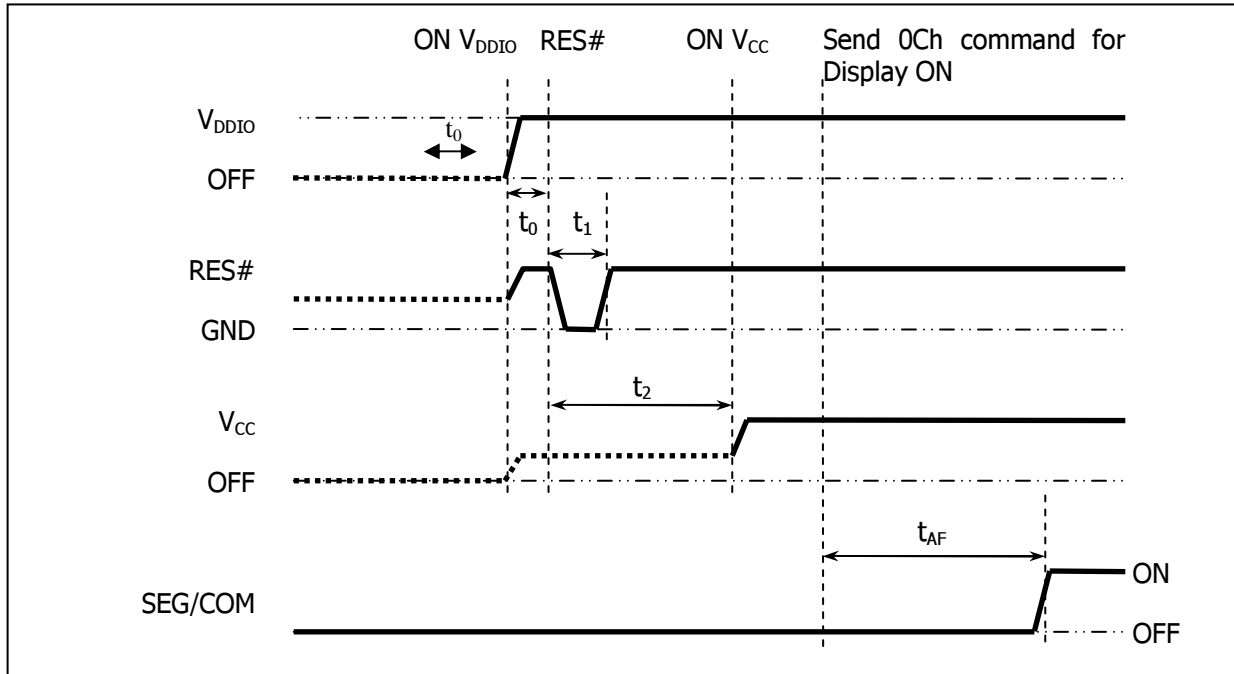 ON VDDIO RES# ON VCC Send 0Ch command for
Display ON
VDDIO
t0
OFF
t0 t1
RES#
GND
t2
VCC
OFF
tAF
ON
SEG/COM
OFF